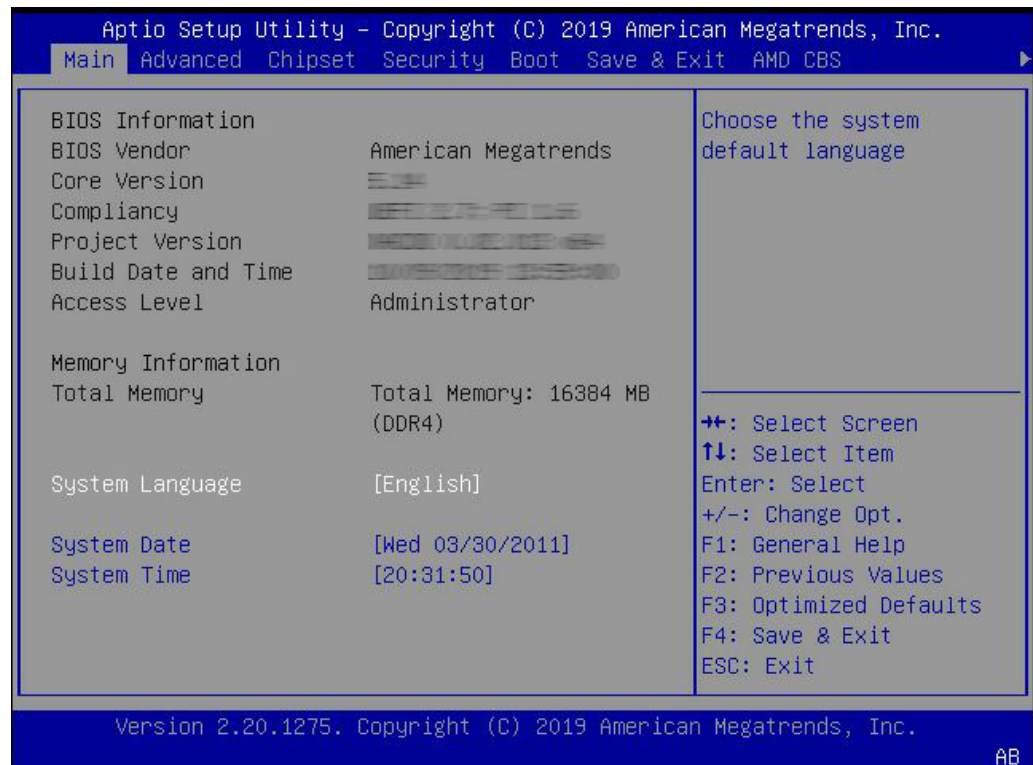 Aptio Setup Utility – Copyright (C) 2019 American Megatrends, Inc.
Main Advanced Chipset Security Boot Save & Exit AMD CBS
BIOS Information
BIOS Vendor American Megatrends
Core Version
Compliancy
Project Version
Build Date and Time
Access Level Administrator
Memory Information
Total Memory Total Memory: 16384 MB
(DDR4)
System Language [English]
System Date [Wed 03/30/2011]
System Time [20:31:50]
Choose the system
default language
→←: Select Screen
↑↓: Select Item
Enter: Select
+/-: Change Opt.
F1: General Help
F2: Previous Values
F3: Optimized Defaults
F4: Save & Exit
ESC: Exit
Version 2.20.1275. Copyright (C) 2019 American Megatrends, Inc.
AB